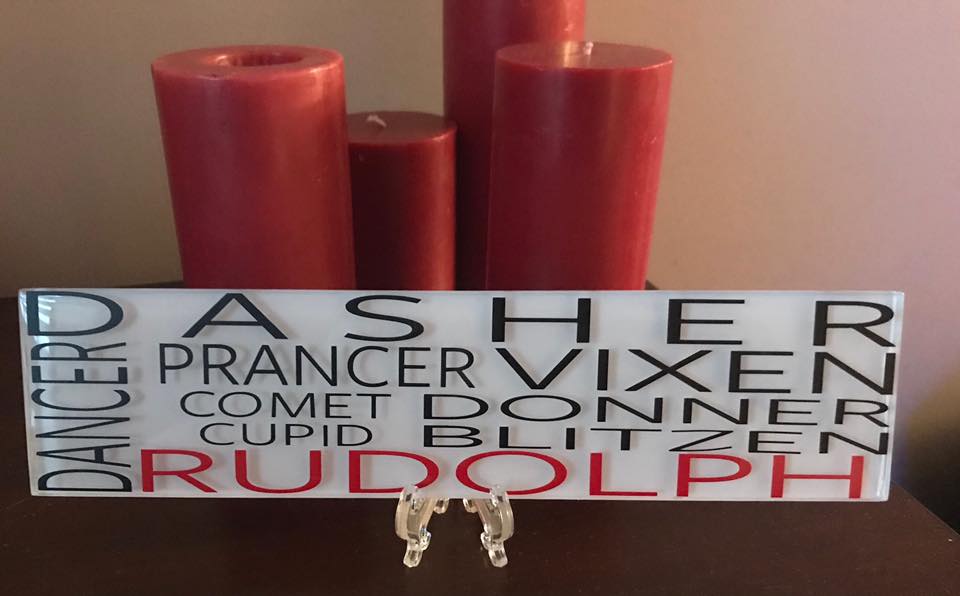 DASHER
DANCER
PRANCER VIXEN
COMET DONNER
CUPID BLITZEN
RUDOLPH